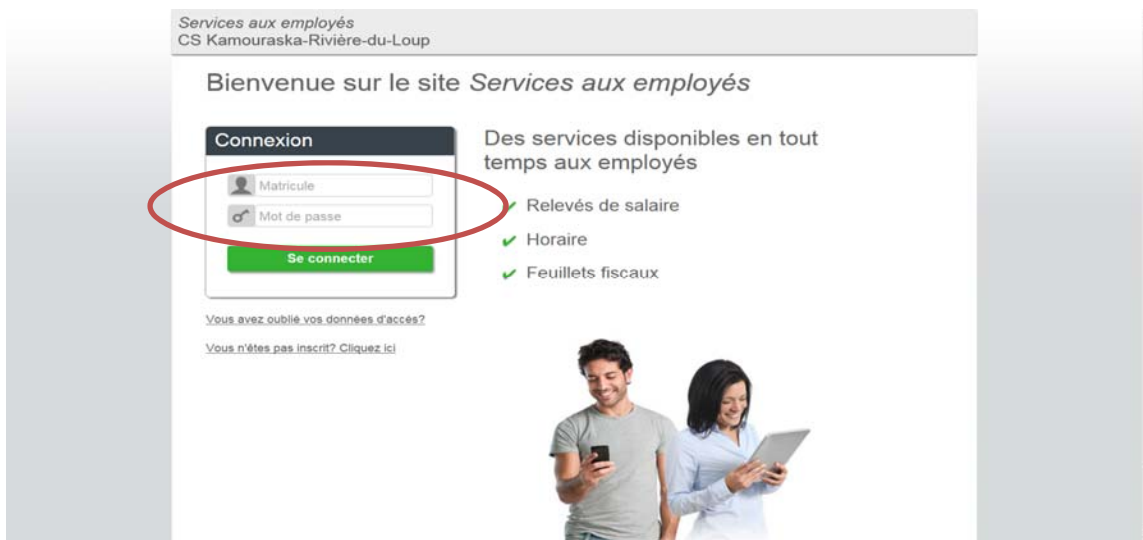 Services aux employés
CS Kamouraska-Rivière-du-Loup
Bienvenue sur le site Services aux employés
Connexion
Matricule
Mot de passe
Se connecter
Vous avez oublié vos données d'accès?
Vous n'êtes pas inscrit? Cliquez ici
Des services disponibles en tout
temps aux employés
Relevés de salaire
Horaire
Feuillets fiscaux